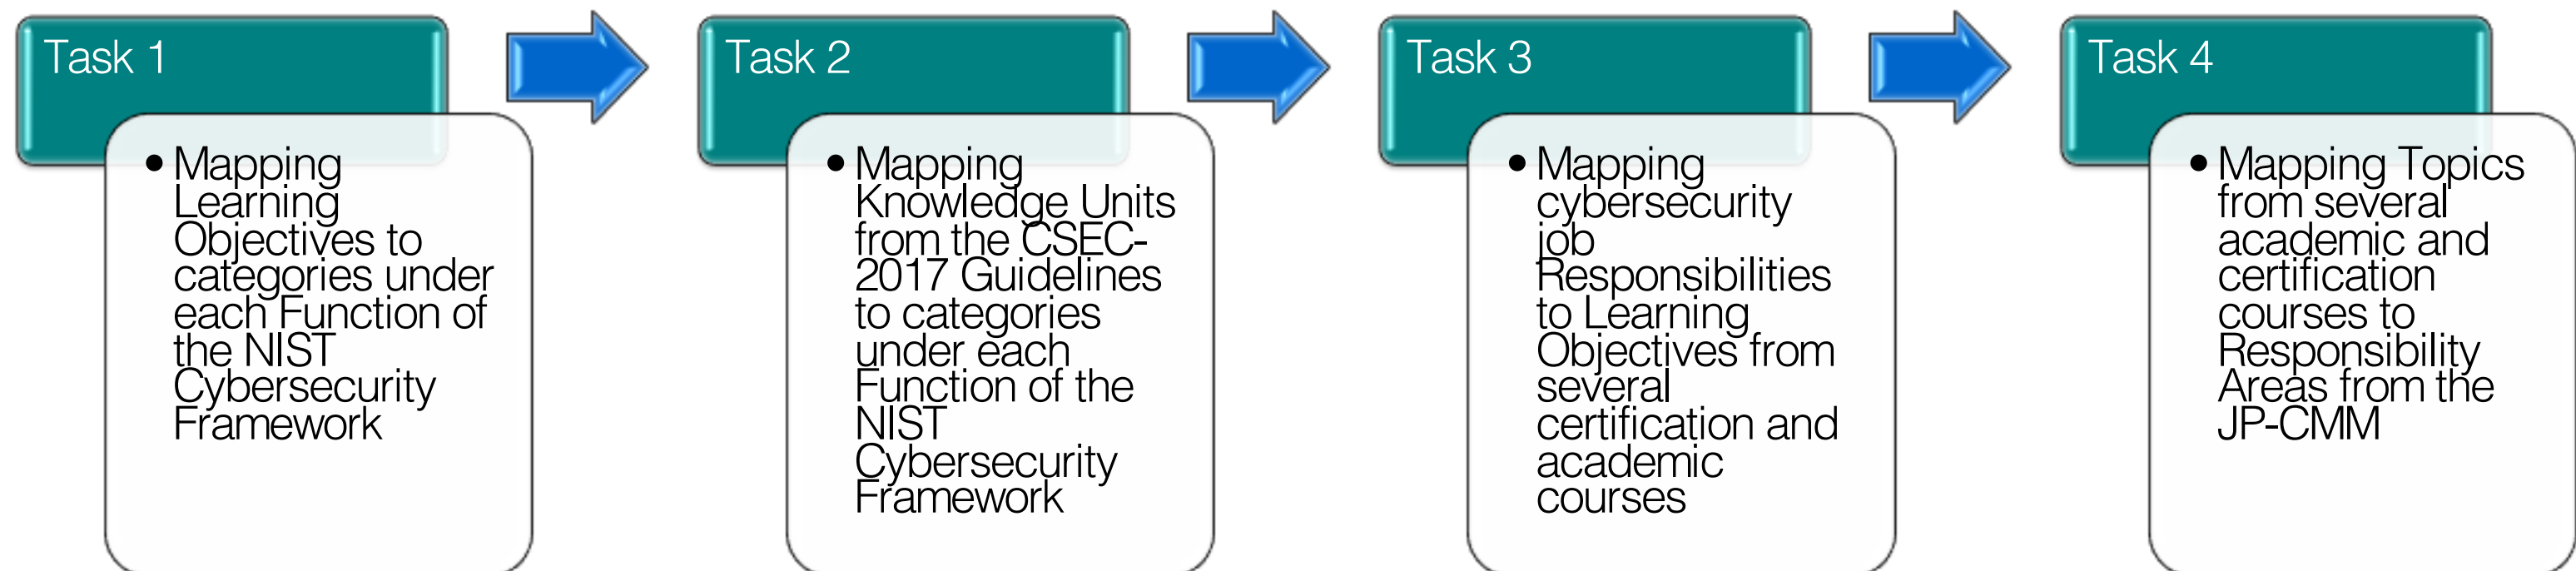 Task 1
• Mapping
Learning
Objectives to
categories under
each Function of
the NIST
Cybersecurity
Framework
Task 2
• Mapping
Knowledge Units
from the CSEC-
2017 Guidelines
to categories
under each
Function of the
NIST
Cybersecurity
Framework
Task 3
• Mapping
cybersecurity
job
Responsibilities
to Learning
Objectives from
several
certification and
academic
courses
Task 4
• Mapping Topics
from several
academic and
certification
courses to
Responsibility
Areas from the
JP-CMM